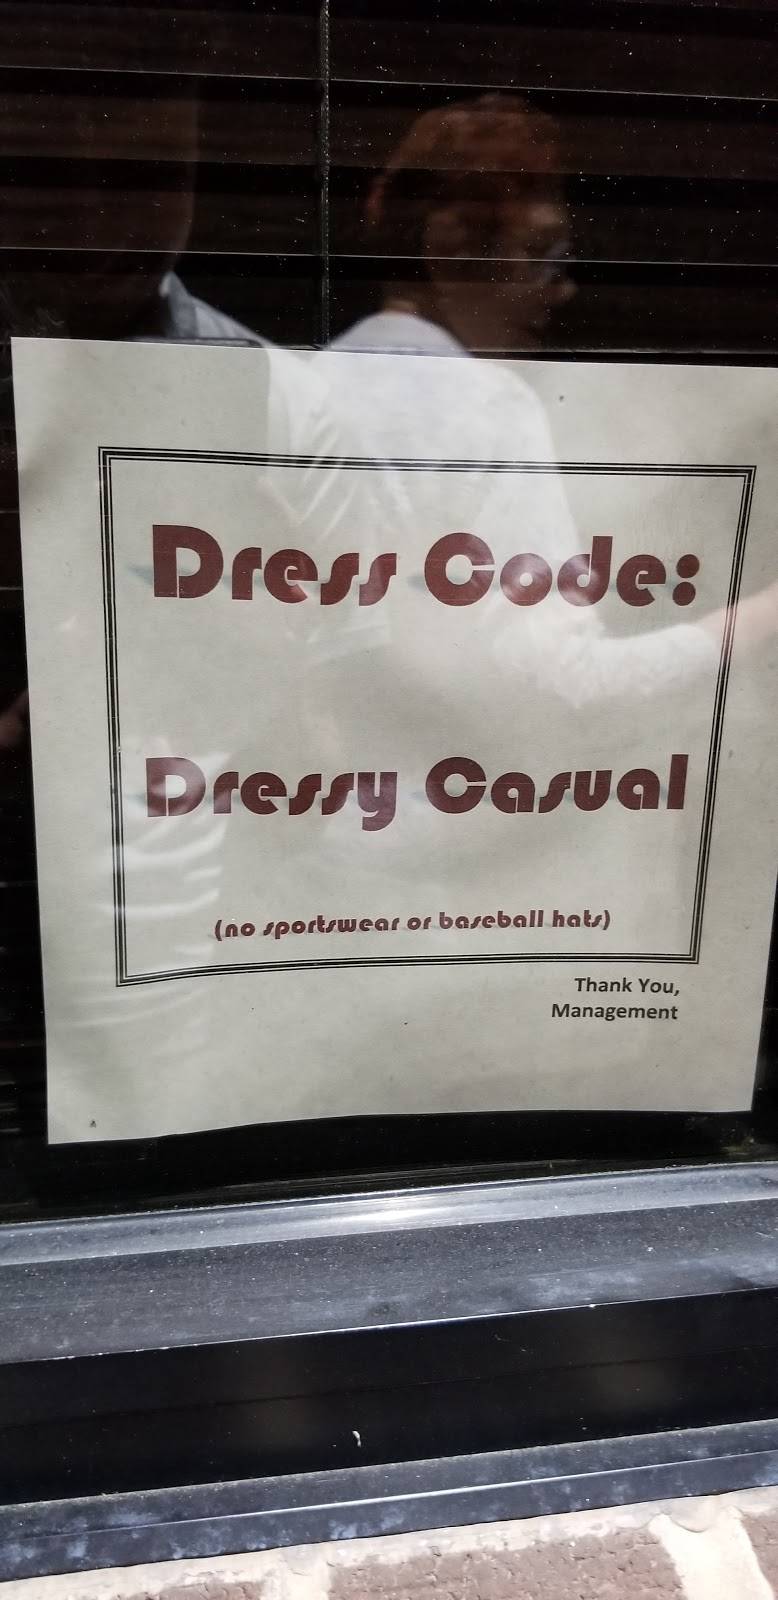 Dress Code:
Dressy Casual
(no sportswear or baseball hats)
Thank You,
Management